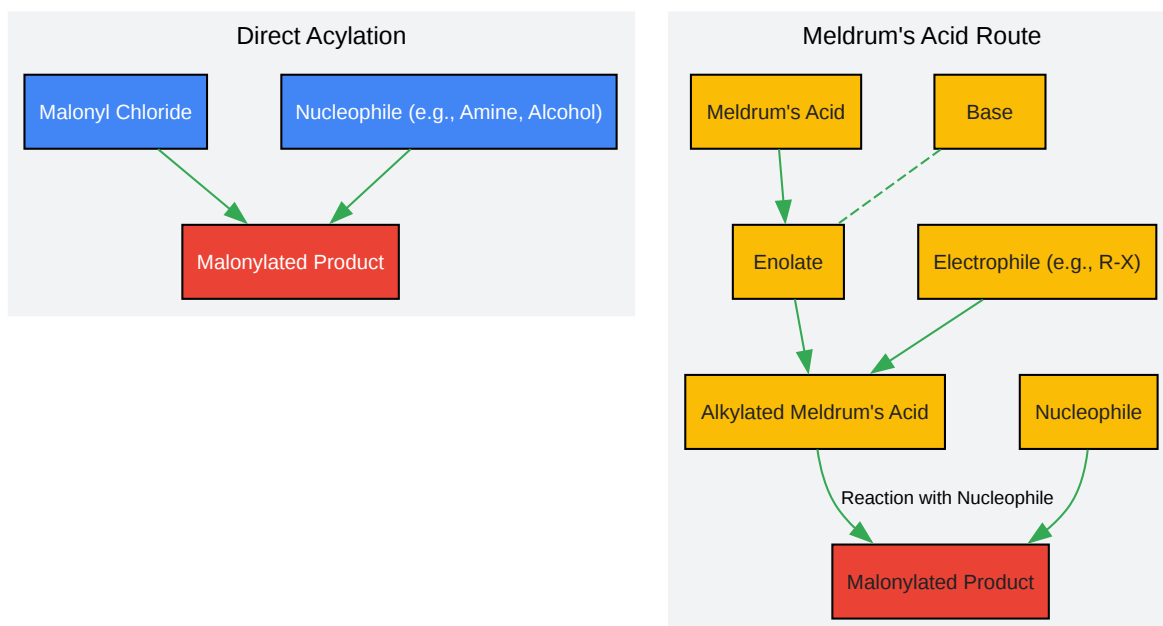 Direct Acylation
Malonyl Chloride
Nucleophile (e.g., Amine, Alcohol)
Malonylated Product
Meldrum's Acid Route
Meldrum's Acid
Base
Enolate
Electrophile (e.g., R-X)
Alkylated Meldrum's Acid
Nucleophile
Reaction with Nucleophile
Malonylated Product